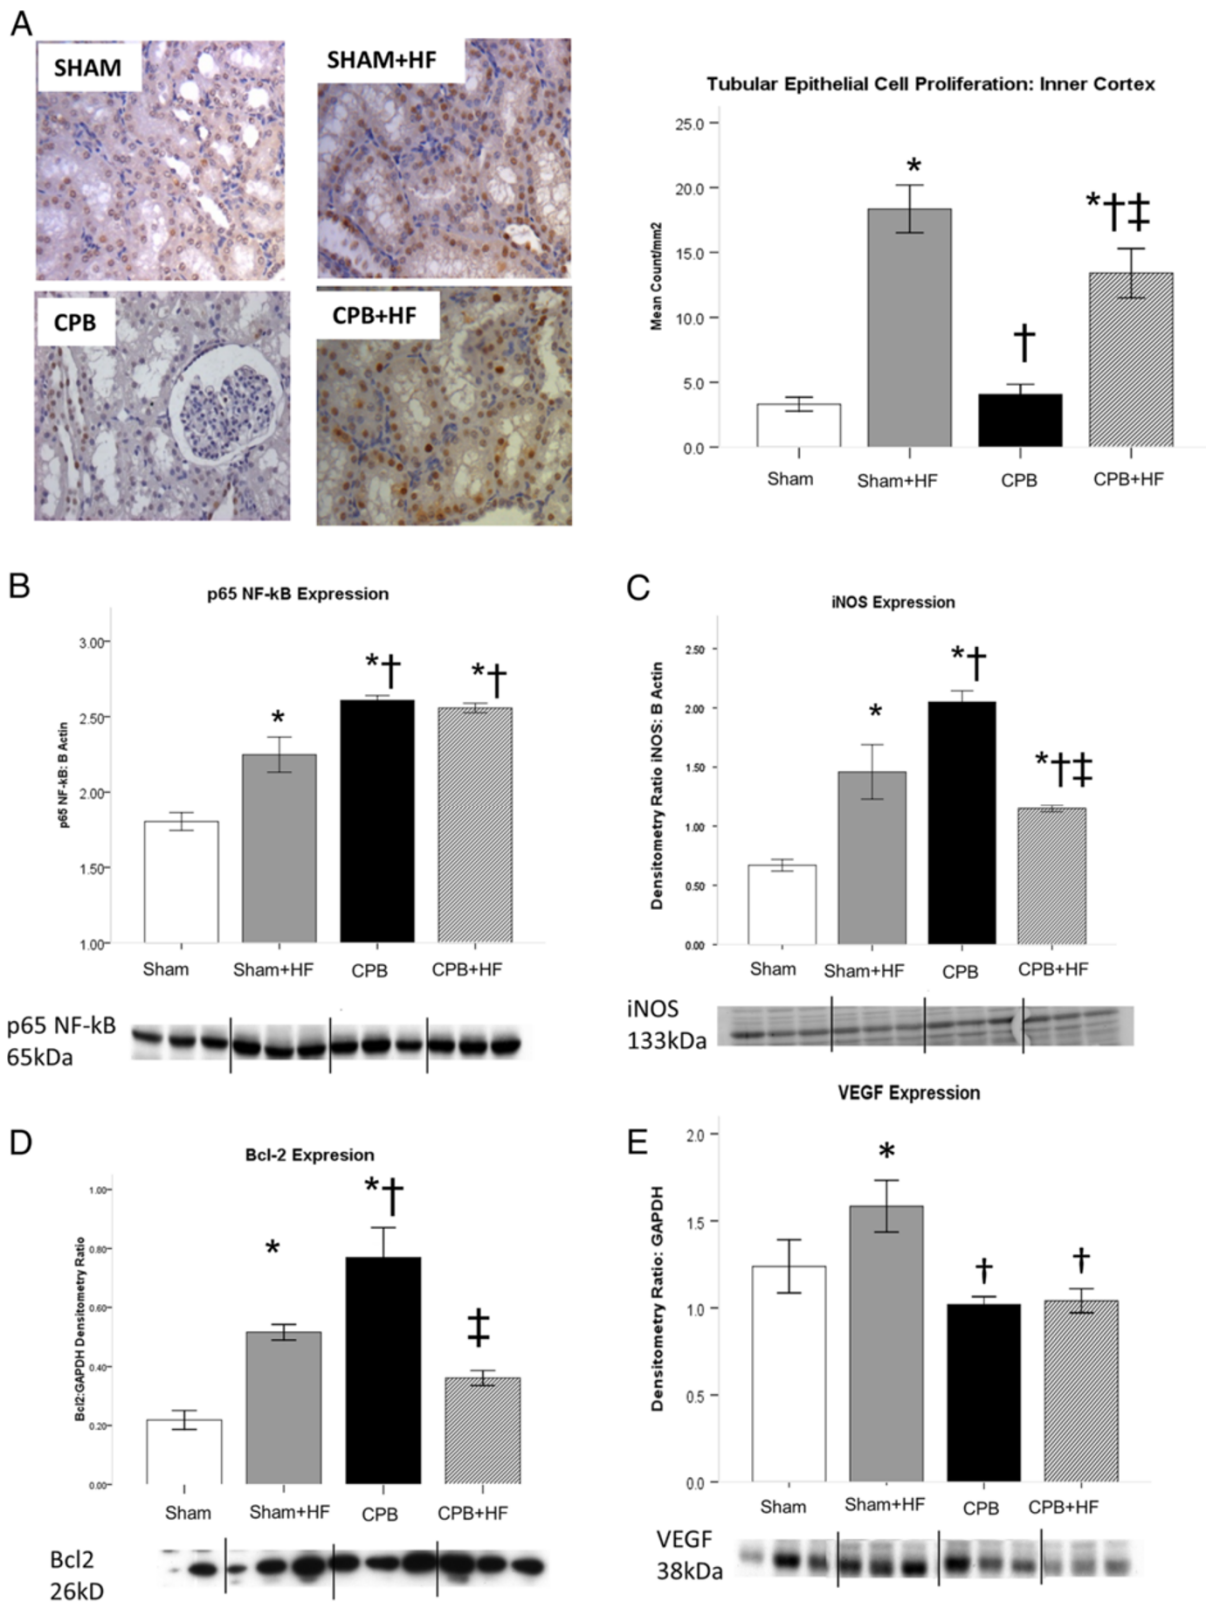 A
SHAM
SHAM+HF
CPB
CPB+HF
Tubular Epithelial Cell Proliferation: Inner Cortex
Mean Count/mm2
25.0
20.0
15.0
10.0
5.0
0.0
*
†
*†‡
Sham
Sham+HF
CPB
CPB+HF
B
p65 NF-kB Expression
p65 NF-kB: B Actin
3.00
2.50
2.00
1.50
1.00
*
*†
*†
Sham
Sham+HF
CPB
CPB+HF
p65 NF-kB
65kDa
C
iNOS Expression
Densitometry Ratio iNOS: B Actin
2.50
2.00
1.50
1.00
0.50
0.00
*
*†
*†‡
Sham
Sham+HF
CPB
CPB+HF
iNOS
133kDa
D
Bcl-2 Expresion
Bcl2:GAPDH Densitometry Ratio
1.00
0.80
0.60
0.40
0.20
0.00
*
*†
‡
Sham
Sham+HF
CPB
CPB+HF
Bcl2
26kD
E
VEGF Expression
Densitometry Ratio: GAPDH
2.0
1.5
1.0
0.5
0.0
*
†
†
Sham
Sham+HF
CPB
CPB+HF
VEGF
38kDa